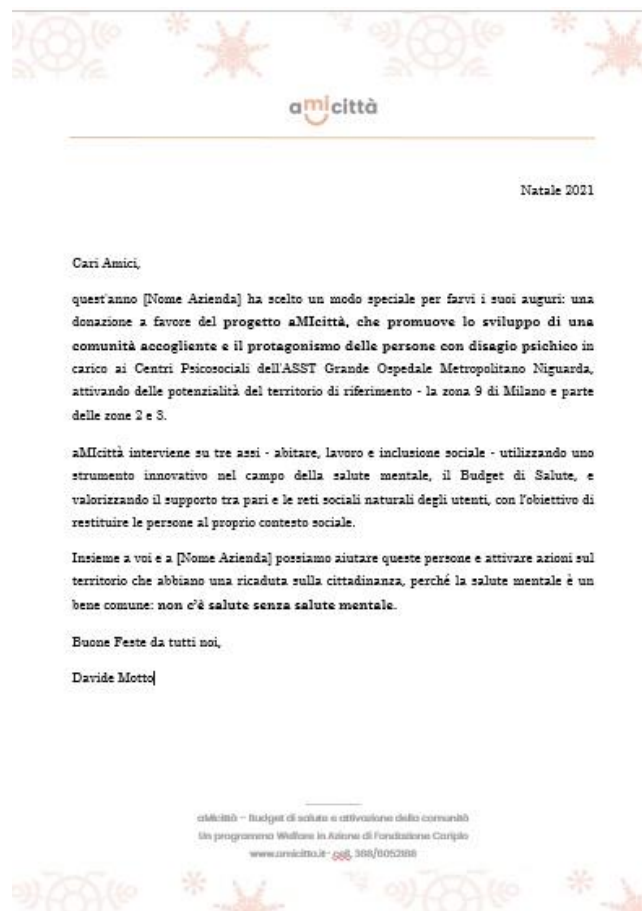 amicittà
Natale 2021
Cari Amici,
quest'anno [Nome Azienda] ha scelto un modo speciale per farvi i suoi auguri: una
donazione a favore del progetto aMIcittà, che promuove lo sviluppo di una
comunità accogliente e il protagonismo delle persone con disagio psichico in
carico ai Centri Psicosociali dell'ASST Grande Ospedale Metropolitano Niguarda,
attivando delle potenzialità del territorio di riferimento - la zona 9 di Milano e parte
delle zone 2 e 3.
aMIcittà interviene su tre assi - abitare, lavoro e inclusione sociale - utilizzando uno
strumento innovativo nel campo della salute mentale, il Budget di Salute, e
valorizzando il supporto tra pari e le reti sociali naturali degli utenti, con l'obiettivo di
restituire le persone al proprio contesto sociale.
Insieme a voi e a [Nome Azienda] possiamo aiutare queste persone e attivare azioni sul
territorio che abbiano una ricaduta sulla cittadinanza, perché la salute mentale è un
bene comune: non c'è salute senza salute mentale.
Buone Feste da tutti noi,
Davide Motto
aMIcittà – Budget di salute e attivazione della comunità
Un programma Welfare in Azione di Fondazione Cariplo
www.amicitta.it- cell. 388/6052188